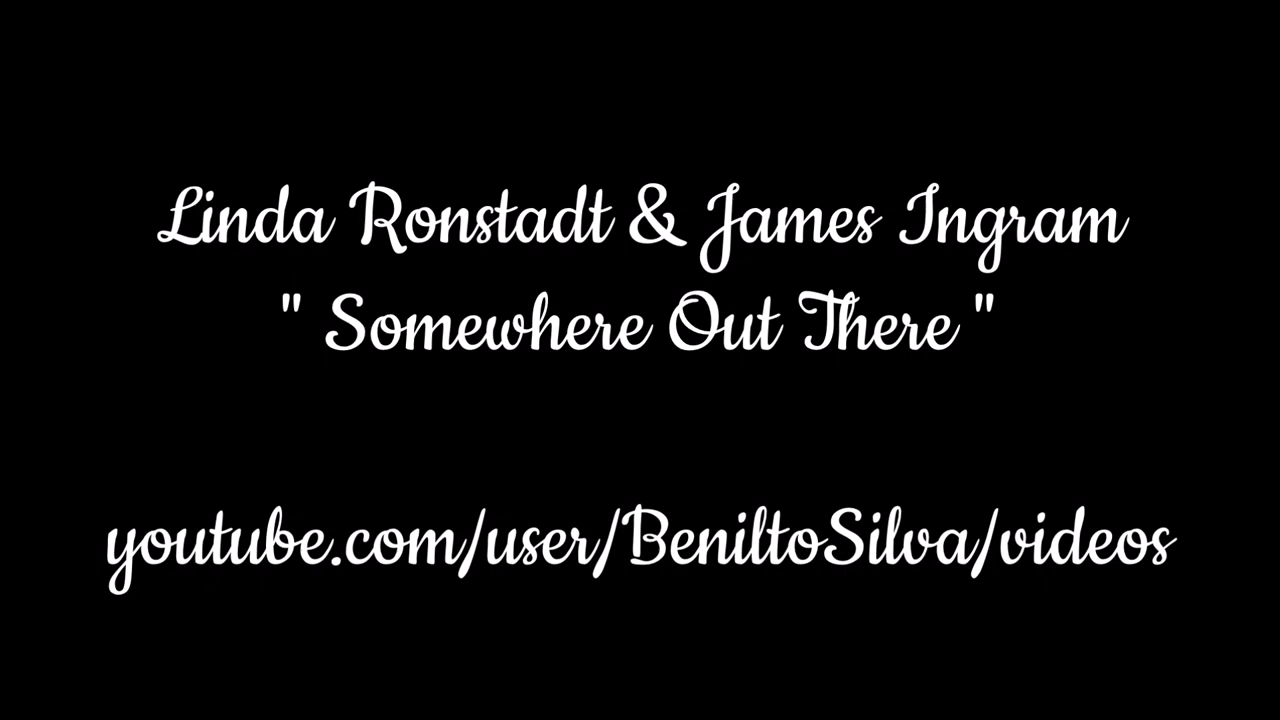 Linda Ronstadt & James Ingram
" Somewhere Out There "
youtube.com/user/BeniltoSilva/videos